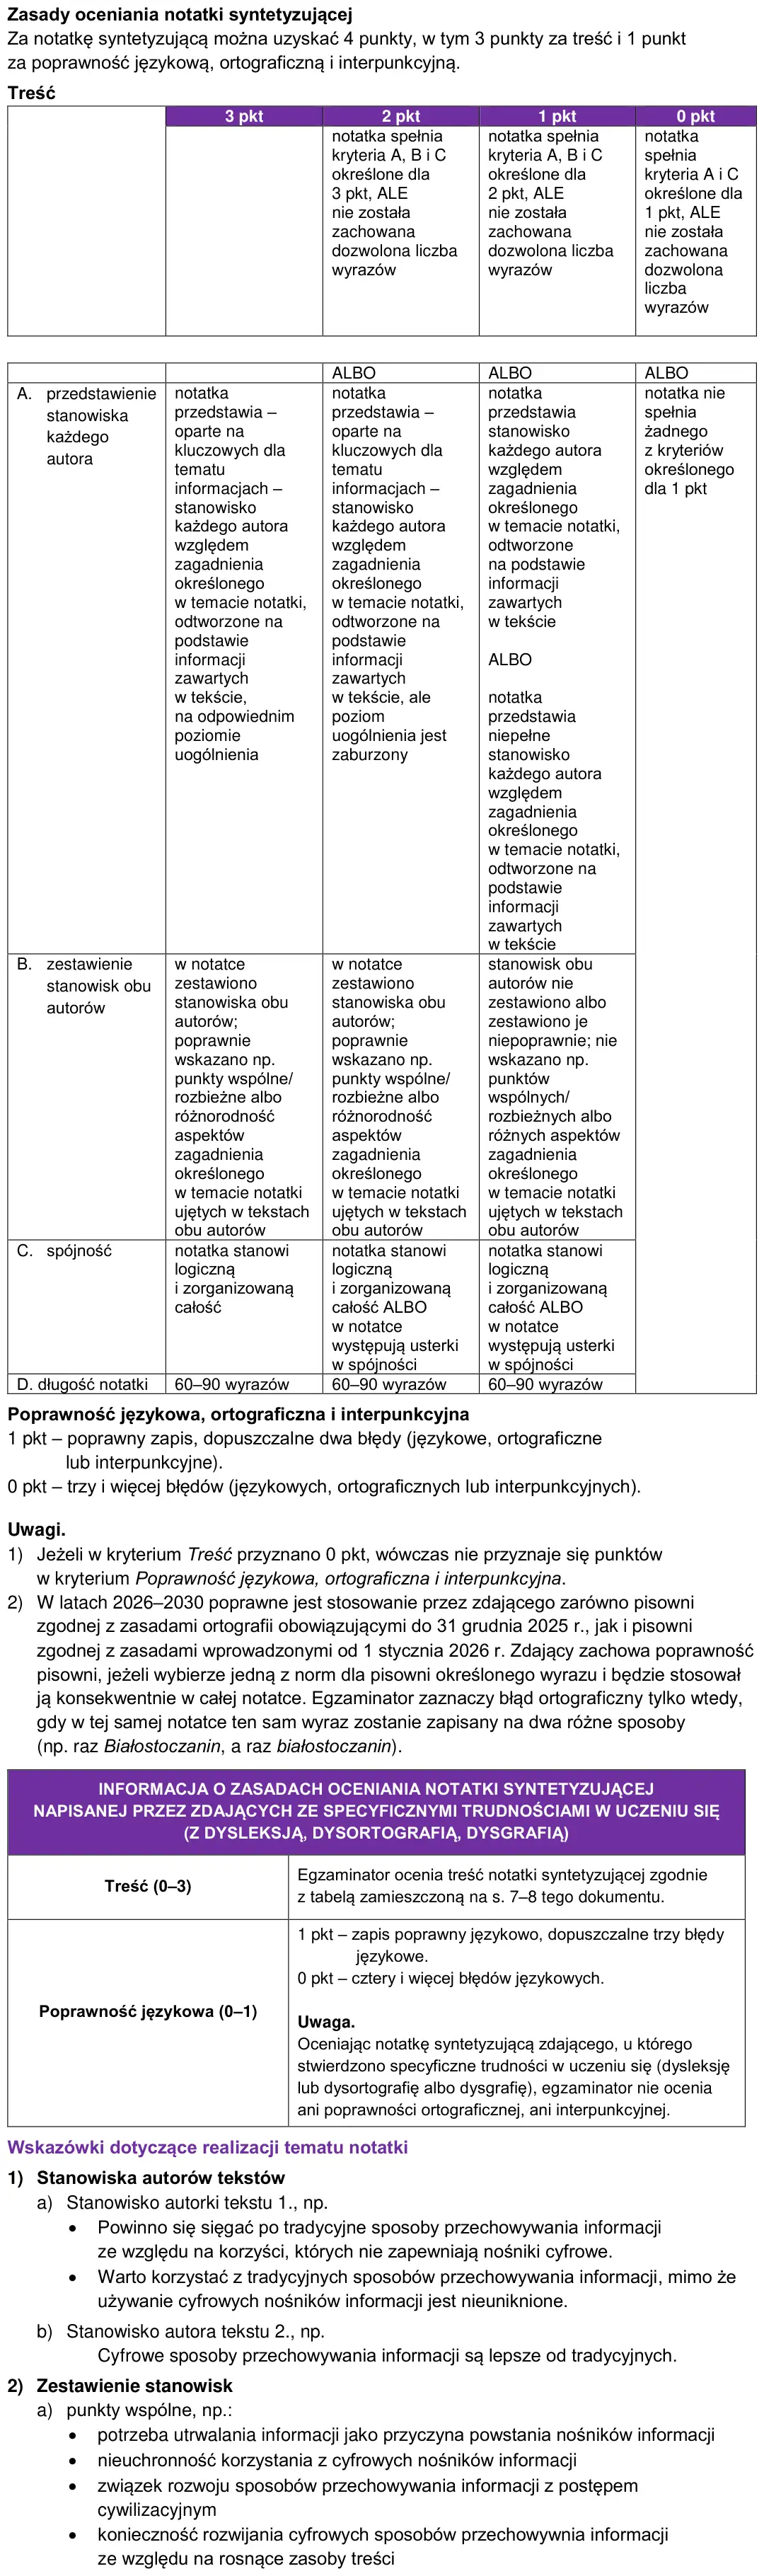 Zasady oceniania notatki syntetyzującej
Za notatkę syntetyzującą można uzyskać 4 punkty, w tym 3 punkty za treść i 1 punkt
za poprawność językową, ortograficzną i interpunkcyjną.
Treść
3 pkt
2 pkt
1 pkt
0 pkt
notatka spełnia
kryteria A, B i C
określone dla
3 pkt, ALE
nie została
zachowana
dozwolona liczba
wyrazów
notatka spełnia
kryteria A, B i C
określone dla
2 pkt, ALE
nie została
zachowana
dozwolona liczba
wyrazów
notatka
spełnia
kryteria A i C
określone dla
1 pkt, ALE
nie została
zachowana
dozwolona
liczba
wyrazów
ALBO
ALBO
ALBO
A. przedstawienie
stanowiska
każdego
autora
notatka
przedstawia –
oparte na
kluczowych dla
tematu
informacjach –
stanowisko
każdego autora
względem
zagadnienia
określonego
w temacie notatki,
odtworzone na
podstawie
informacji
zawartych
w tekście,
na odpowiednim
poziomie
uogólnienia
notatka
przedstawia –
oparte na
kluczowych dla
tematu
informacjach –
stanowisko
każdego autora
względem
zagadnienia
określonego
w temacie notatki,
odtworzone na
podstawie
informacji
zawartych
w tekście, ale
poziom
uogólnienia jest
zaburzony
notatka
przedstawia
stanowisko
każdego autora
względem
zagadnienia
określonego
w temacie notatki,
odtworzone
na podstawie
informacji
zawartych
w tekście
ALBO
notatka
przedstawia
niepełne
stanowisko
każdego autora
względem
zagadnienia
określonego
w temacie notatki,
odtworzone na
podstawie
informacji
zawartych
w tekście
notatka nie
spełnia
żadnego
z kryteriów
określonego
dla 1 pkt
B. zestawienie
stanowisk obu
autorów
w notatce
zestawiono
stanowiska obu
autorów;
poprawnie
wskazano np.
punkty wspólne/
rozbieżne albo
różnorodność
aspektów
zagadnienia
określonego
w temacie notatki
ujętych w tekstach
obu autorów
w notatce
zestawiono
stanowiska obu
autorów;
poprawnie
wskazano np.
punkty wspólne/
rozbieżne albo
różnorodność
aspektów
zagadnienia
określonego
w temacie notatki
ujętych w tekstach
obu autorów
stanowisk obu
autorów nie
zestawiono albo
zestawiono je
niepoprawnie; nie
wskazano np.
punktów
wspólnych/
rozbieżnych albo
różnych aspektów
zagadnienia
określonego
w temacie notatki
ujętych w tekstach
obu autorów
C. spójność
notatka stanowi
logiczną
i zorganizowaną
całość
notatka stanowi
logiczną
i zorganizowaną
całość ALBO
w notatce
występują usterki
w spójności
notatka stanowi
logiczną
i zorganizowaną
całość ALBO
w notatce
występują usterki
w spójności
D. długość notatki
60–90 wyrazów
60–90 wyrazów
60–90 wyrazów
Poprawność językowa, ortograficzna i interpunkcyjna
1 pkt – poprawny zapis, dopuszczalne dwa błędy (językowe, ortograficzne
lub interpunkcyjne).
0 pkt – trzy i więcej błędów (językowych, ortograficznych lub interpunkcyjnych).
Uwagi.
1) Jeżeli w kryterium Treść przyznano 0 pkt, wówczas nie przyznaje się punktów
w kryterium Poprawność językowa, ortograficzna i interpunkcyjna.
2) W latach 2026–2030 poprawne jest stosowanie przez zdającego zarówno pisowni
zgodnej z zasadami ortografii obowiązującymi do 31 grudnia 2025 r., jak i pisowni
zgodnej z zasadami wprowadzonymi od 1 stycznia 2026 r. Zdający zachowa poprawność
pisowni, jeżeli wybierze jedną z norm dla pisowni określonego wyrazu i będzie stosował
ją konsekwentnie w całej notatce. Egzaminator zaznaczy błąd ortograficzny tylko wtedy,
gdy w tej samej notatce ten sam wyraz zostanie zapisany na dwa różne sposoby
(np. raz Białostoczanin, a raz białostoczanin).
INFORMACJA O ZASADACH OCENIANIA NOTATKI SYNTETYZUJĄCEJ
NAPISANEJ PRZEZ ZDAJĄCYCH ZE SPECYFICZNYMI TRUDNOŚCIAMI W UCZENIU SIĘ
(Z DYSLEKSJĄ, DYSORTOGRAFIĄ, DYSGRAFIĄ)
Treść (0–3)
Egzaminator ocenia treść notatki syntetyzującej zgodnie
z tabelą zamieszczoną na s. 7–8 tego dokumentu.
Poprawność językowa (0–1)
1 pkt – zapis poprawny językowo, dopuszczalne trzy błędy
językowe.
0 pkt – cztery i więcej błędów językowych.
Uwaga.
Oceniając notatkę syntetyzującą zdającego, u którego
stwierdzono specyficzne trudności w uczeniu się (dysleksję
lub dysortografię albo dysgrafię), egzaminator nie ocenia
ani poprawności ortograficznej, ani interpunkcyjnej.
Wskazówki dotyczące realizacji tematu notatki
1) Stanowiska autorów tekstów
a) Stanowisko autorki tekstu 1., np.
• Powinno się sięgać po tradycyjne sposoby przechowywania informacji
ze względu na korzyści, których nie zapewniają nośniki cyfrowe.
• Warto korzystać z tradycyjnych sposobów przechowywania informacji, mimo że
używanie cyfrowych nośników informacji jest nieuniknione.
b) Stanowisko autora tekstu 2., np.
Cyfrowe sposoby przechowywania informacji są lepsze od tradycyjnych.
2) Zestawienie stanowisk
a) punkty wspólne, np.:
• potrzeba utrwalania informacji jako przyczyna powstania nośników informacji
• nieuchronność korzystania z cyfrowych nośników informacji
• związek rozwoju sposobów przechowywania informacji z postępem
cywilizacyjnym
• konieczność rozwijania cyfrowych sposobów przechowywnia informacji
ze względu na rosnące zasoby treści